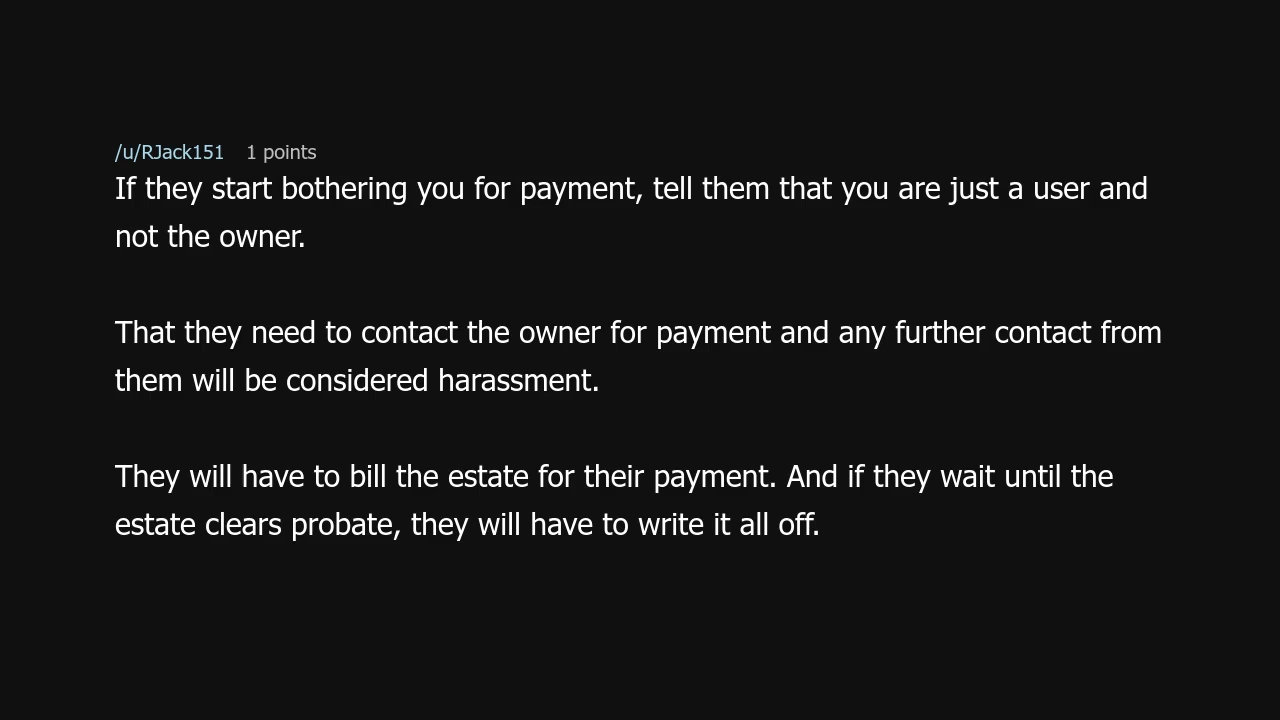 /u/RJack151 1 points
If they start bothering you for payment, tell them that you are just a user and
not the owner.
That they need to contact the owner for payment and any further contact from
them will be considered harassment.
They will have to bill the estate for their payment. And if they wait until the
estate clears probate, they will have to write it all off.